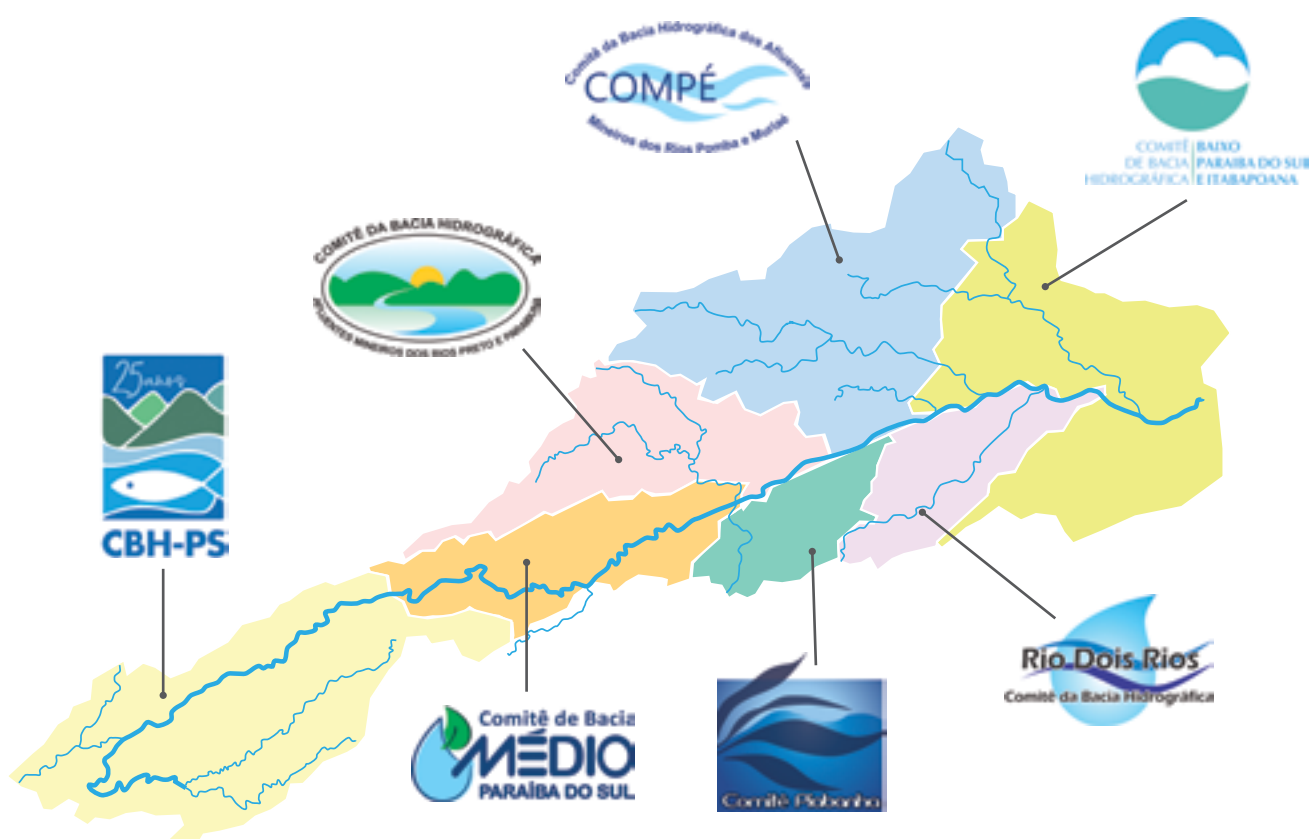 Comitê da Bacia Hidrográfica dos Afluentes
COMPÉ
Mineiros dos Rios Pomba e Muriaé
COMITÊ DE BACIA HIDROGRÁFICA
BAIXO PARAÍBA DO SUL E ITABAPOANA
COMITÊ DA BACIA HIDROGRÁFICA
AFLUENTES MINEIROS DOS RIOS PRETO E PARAIBUNA
25 anos
CBH-PS
Comitê de Bacia
MÉDIO
PARAÍBA DO SUL
Comitê Piabanha
Rio Dois Rios
Comitê da Bacia Hidrográfica